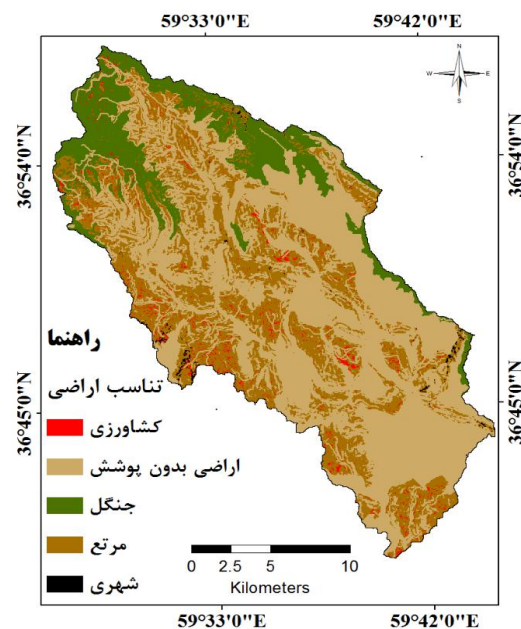 59°33'0"E 59°42'0"E
N
W E
S
36°54'0"N 36°54'0"N
راهنما
تناسب اراضی
36°45'0"N 36°45'0"N
کشاورزی
اراضی بدون پوشش
جنگل
مرتع
شهری
0 2.5 5 10
Kilometers
59°33'0"E 59°42'0"E